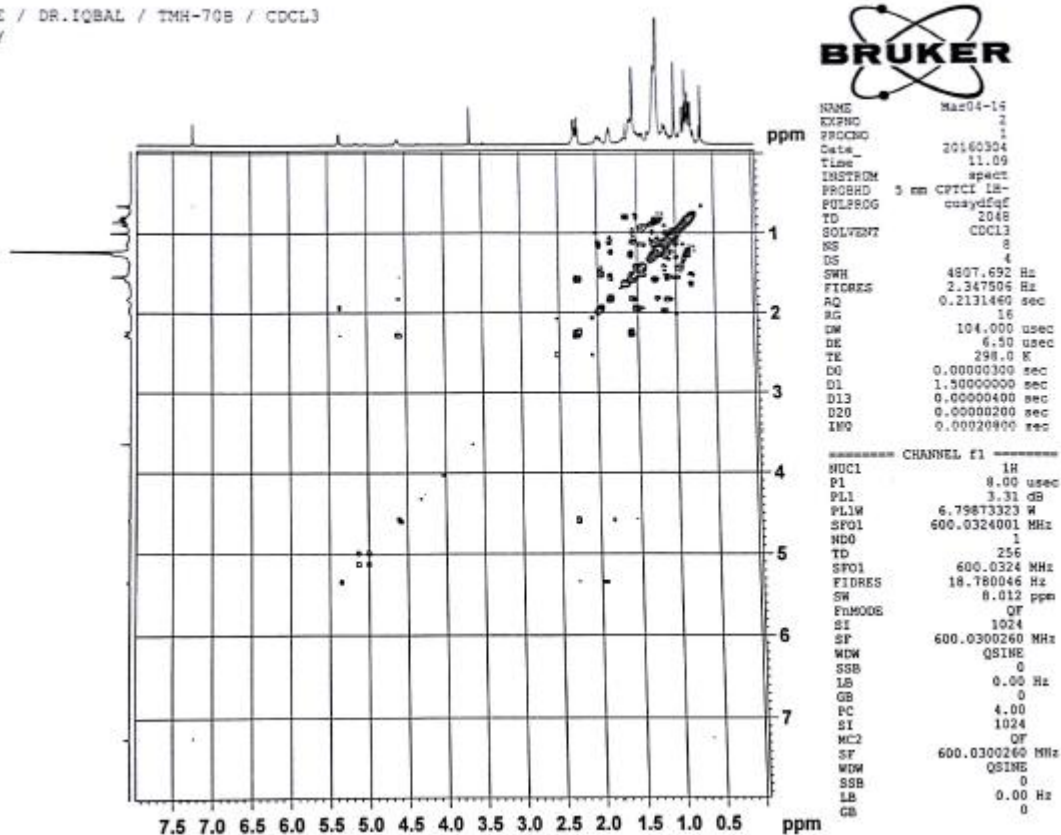 / DR.IQBAL / TMH-70B / CDCL3
BRUKER
NAME Mar04-16
EXPNO 2
PROCNO 1
Date_ 20160304
Time 11.09
INSTRUM spect
PROBHD 5 mm CPTCI 1H-
PULPROG cosydfqf
TD 2048
SOLVENT CDCl3
NS 8
DS 4
SWH 4807.692 Hz
FIDRES 2.347506 Hz
AQ 0.2131460 sec
RG 16
DW 104.000 usec
DE 6.50 usec
TE 298.0 K
D0 0.00000300 sec
D1 1.50000000 sec
D13 0.00000400 sec
D20 0.00000200 sec
IN0 0.00020800 sec
======== CHANNEL f1 ========
NUC1 1H
P1 8.00 usec
PL1 3.31 dB
PL1W 6.79873323 W
SFO1 600.0324001 MHz
ND0 1
TD 256
SFO1 600.0324 MHz
FIDRES 18.780046 Hz
SW 8.012 ppm
FnMODE QF
SI 1024
SF 600.0300260 MHz
WDW QSINE
SSB 0
LB 0.00 Hz
GB 0
PC 4.00
SI 1024
MC2 QF
SF 600.0300260 MHz
WDW QSINE
SSB 0
LB 0.00 Hz
GB 0
ppm
1
2
3
4
5
6
7
7.5 7.0 6.5 6.0 5.5 5.0 4.5 4.0 3.5 3.0 2.5 2.0 1.5 1.0 0.5 ppm